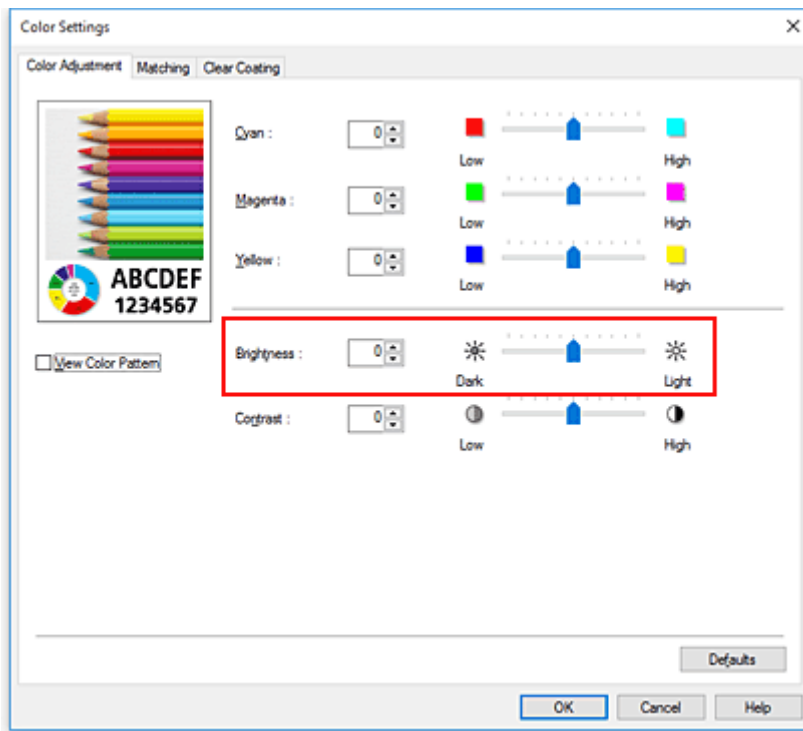 Color Settings
Color Adjustment Matching Clear Coating
Cyan : 0
Low High
Magenta : 0
Low High
Yellow : 0
Low High
ABCDEF
1234567
View Color Pattern
Brightness : 0
Dark Light
Contrast : 0
Low High
Defaults
OK Cancel Help